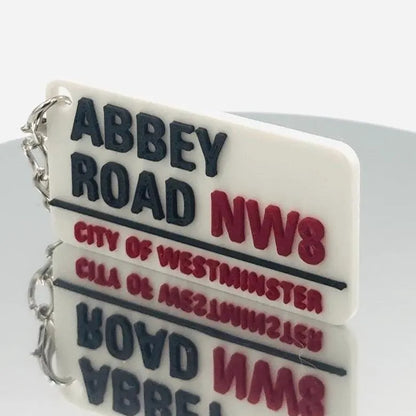 ABBEY
ROAD NW8
CITY OF WESTMINSTER